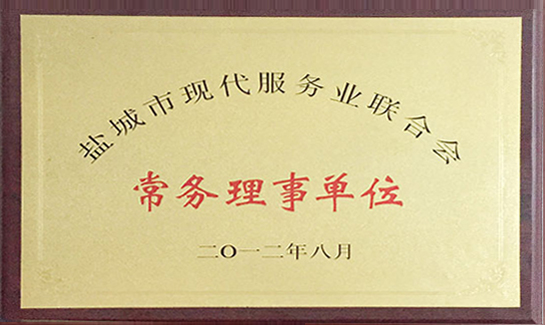 盐城市现代服务业联合会
常务理事单位
二〇一二年八月